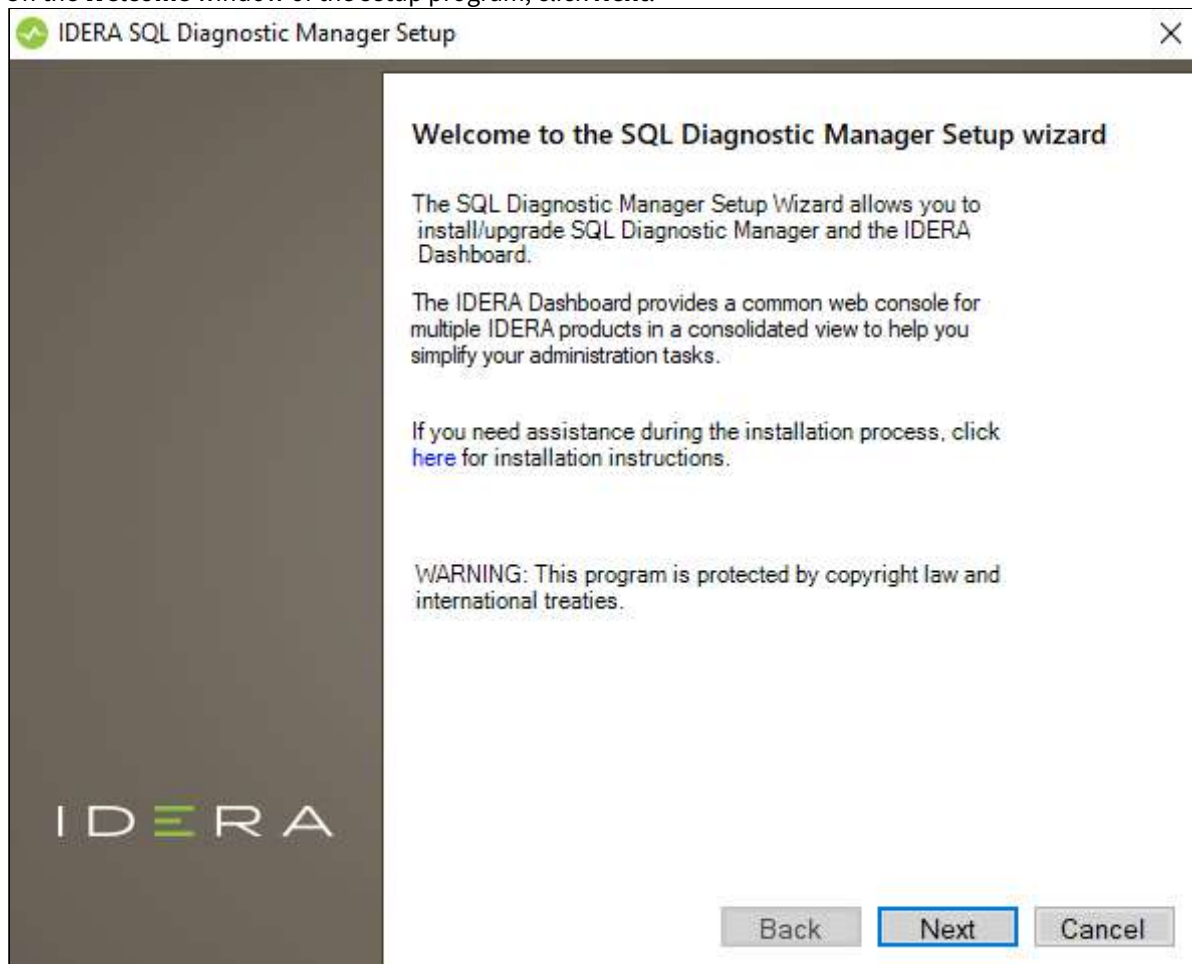 IDERA SQL Diagnostic Manager Setup
Welcome to the SQL Diagnostic Manager Setup wizard
The SQL Diagnostic Manager Setup Wizard allows you to
install/upgrade SQL Diagnostic Manager and the IDERA
Dashboard.
The IDERA Dashboard provides a common web console for
multiple IDERA products in a consolidated view to help you
simplify your administration tasks.
If you need assistance during the installation process, click
here for installation instructions.
WARNING: This program is protected by copyright law and
international treaties.
IDERA
Back Next Cancel